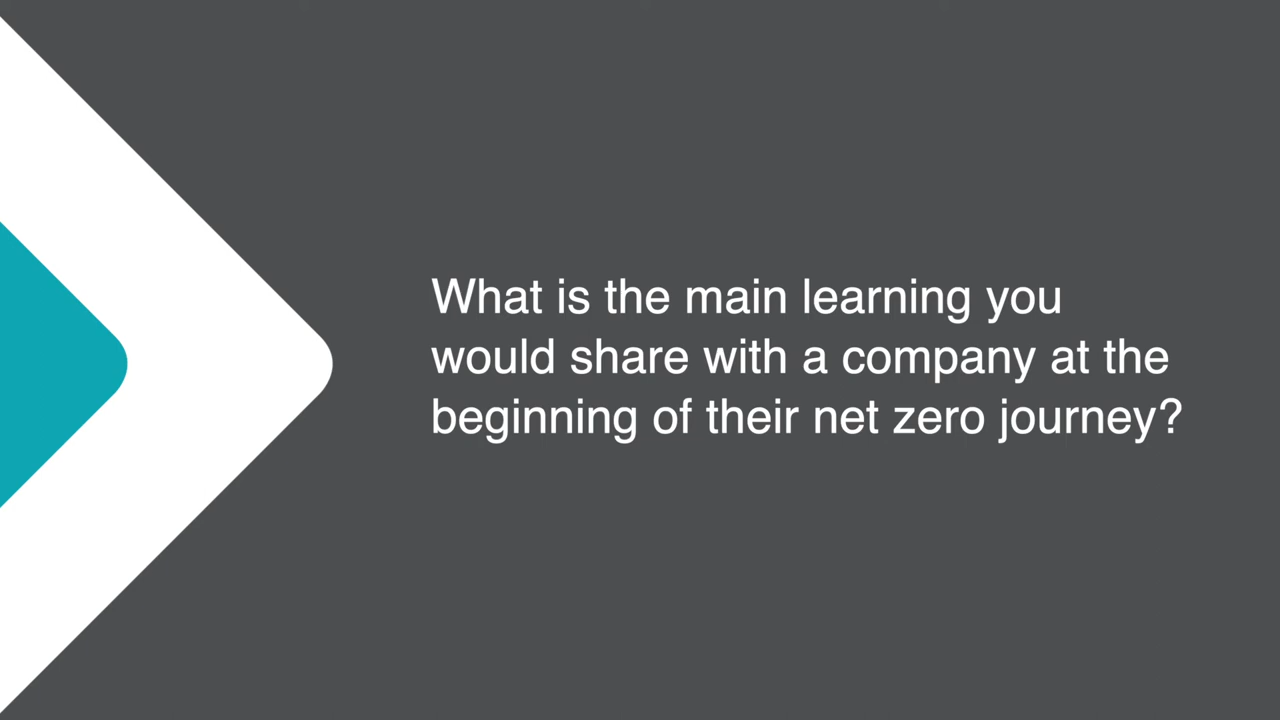 What is the main learning you
would share with a company at the
beginning of their net zero journey?